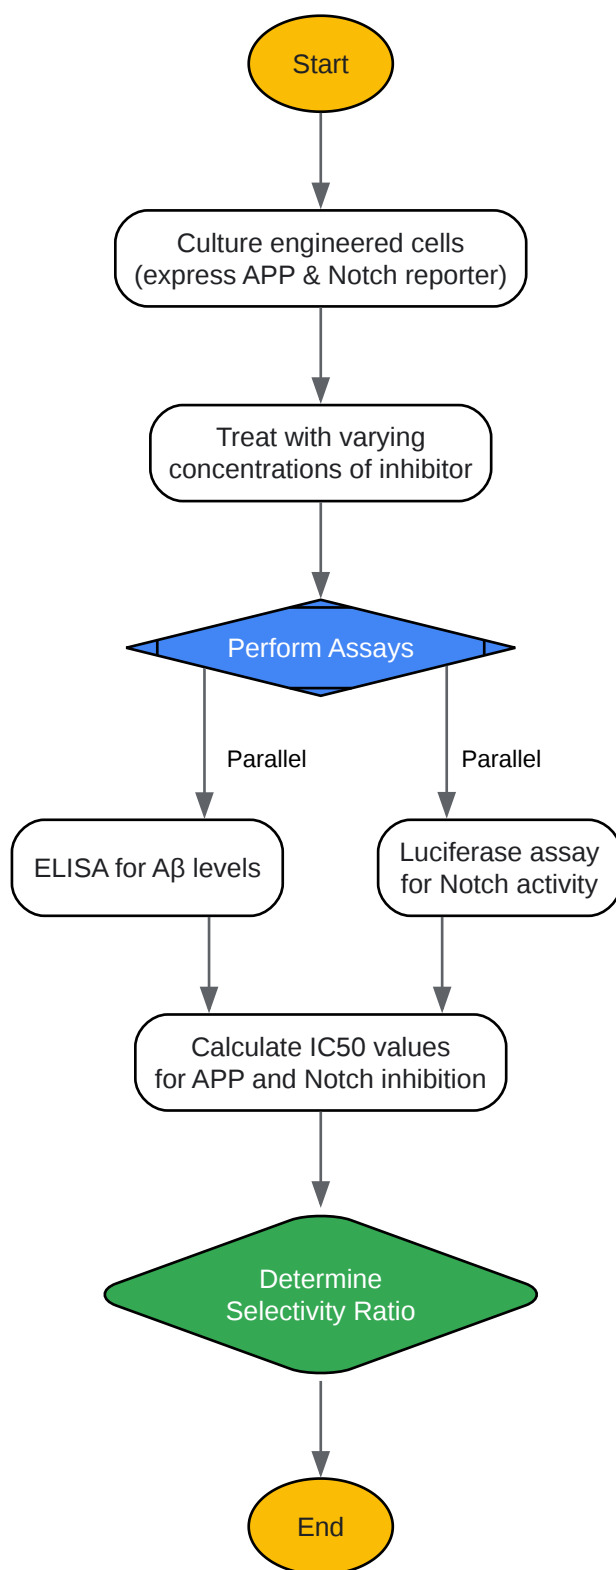 Start
Culture engineered cells
(express APP & Notch reporter)
Treat with varying
concentrations of inhibitor
Perform Assays
Parallel
Parallel
ELISA for Aβ levels
Luciferase assay
for Notch activity
Calculate IC50 values
for APP and Notch inhibition
Determine
Selectivity Ratio
End